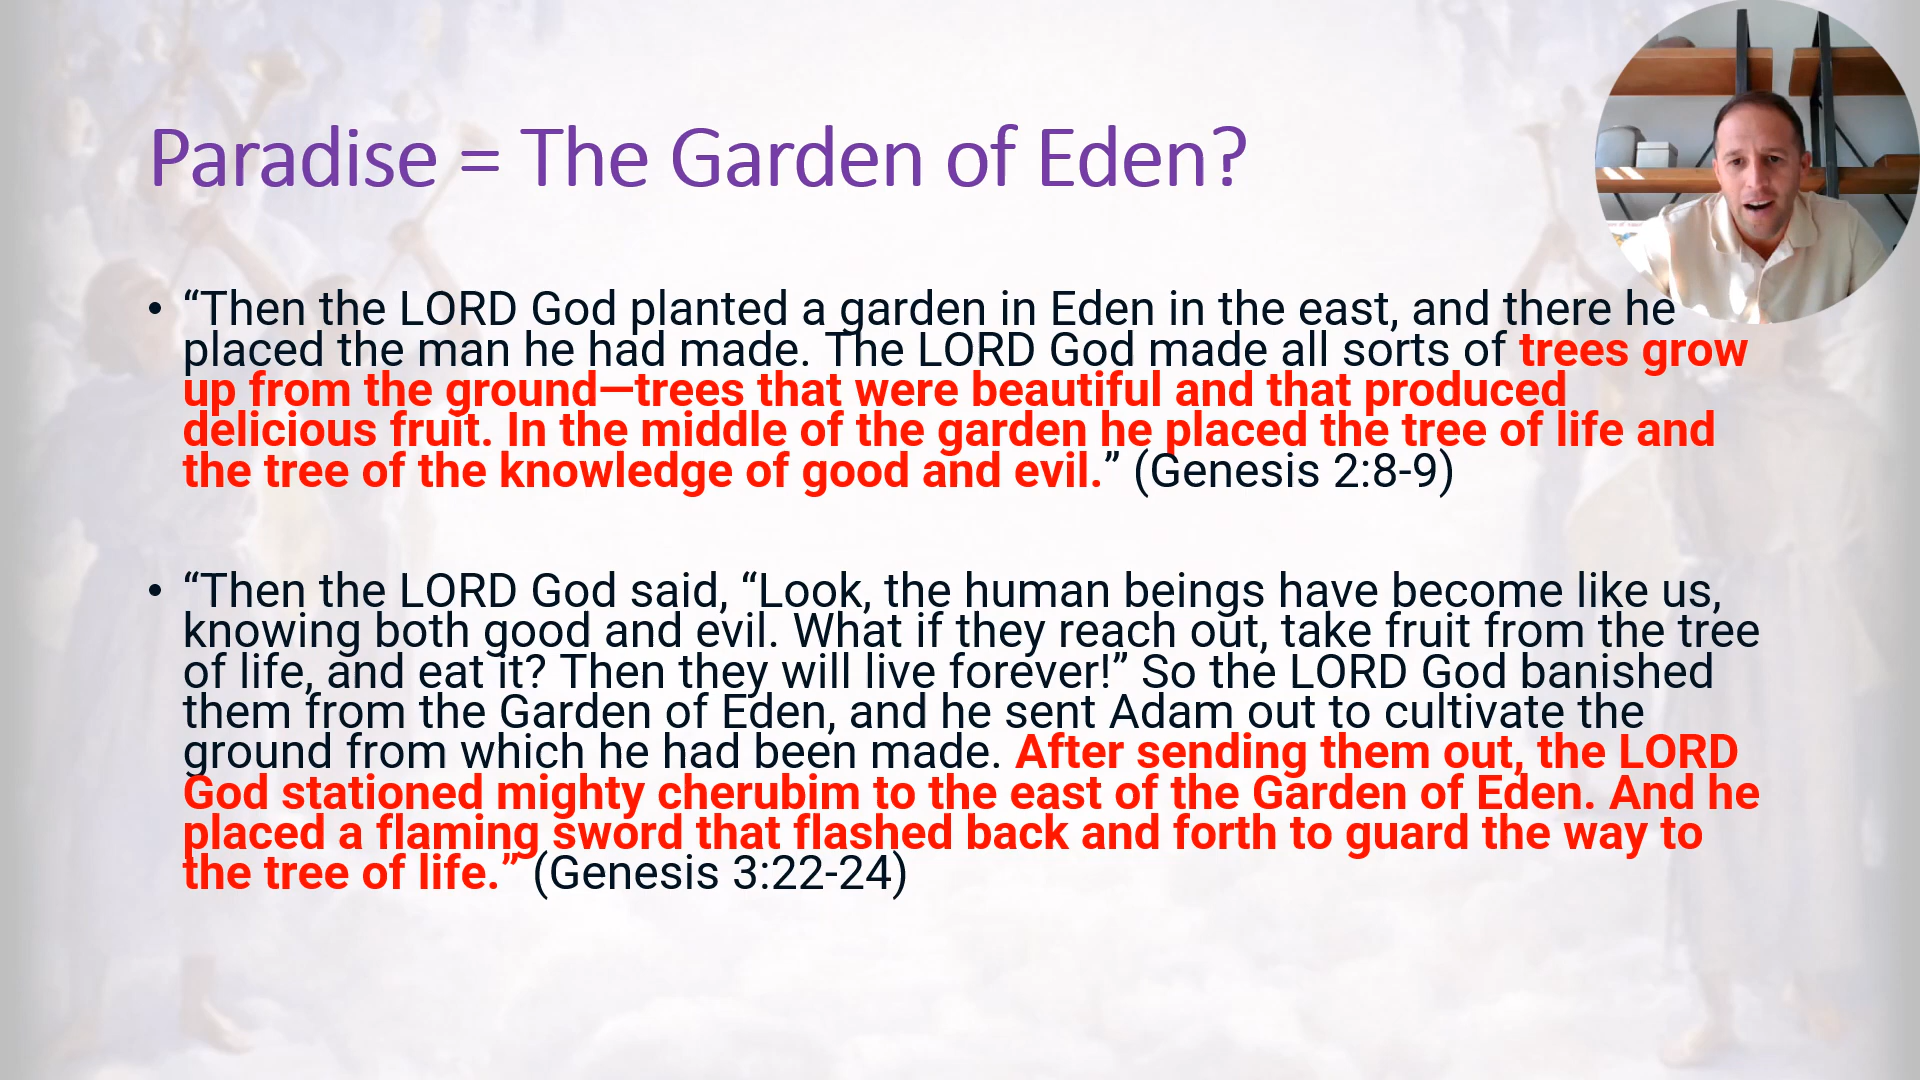 Paradise = The Garden of Eden?
• “Then the LORD God planted a garden in Eden in the east, and there he
placed the man he had made. The LORD God made all sorts of trees grow
up from the ground—trees that were beautiful and that produced
delicious fruit. In the middle of the garden he placed the tree of life and
the tree of the knowledge of good and evil.” (Genesis 2:8-9)
• “Then the LORD God said, “Look, the human beings have become like us,
knowing both good and evil. What if they reach out, take fruit from the tree
of life, and eat it? Then they will live forever!” So the LORD God banished
them from the Garden of Eden, and he sent Adam out to cultivate the
ground from which he had been made. After sending them out, the LORD
God stationed mighty cherubim to the east of the Garden of Eden. And he
placed a flaming sword that flashed back and forth to guard the way to
the tree of life.” (Genesis 3:22-24)